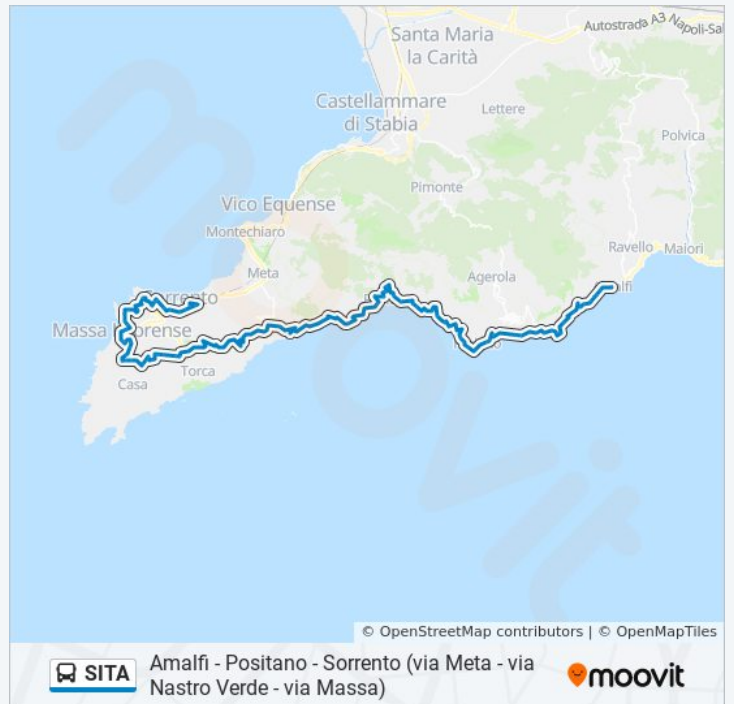 Autostrada A3 Napoli-Sal
Santa Maria
la Carità
Castellammare
di Stabia
Lettere
Polvica
Pimonte
Vico Equense
Montechiaro
Ravello
Maiori
Meta
Agerola
Sorrento
Massa Lubrense
Casa
Torca
moovit
© OpenStreetMap contributors | © OpenMapTiles
SITA
Amalfi - Positano - Sorrento (via Meta - via
Nastro Verde - via Massa)
moovit